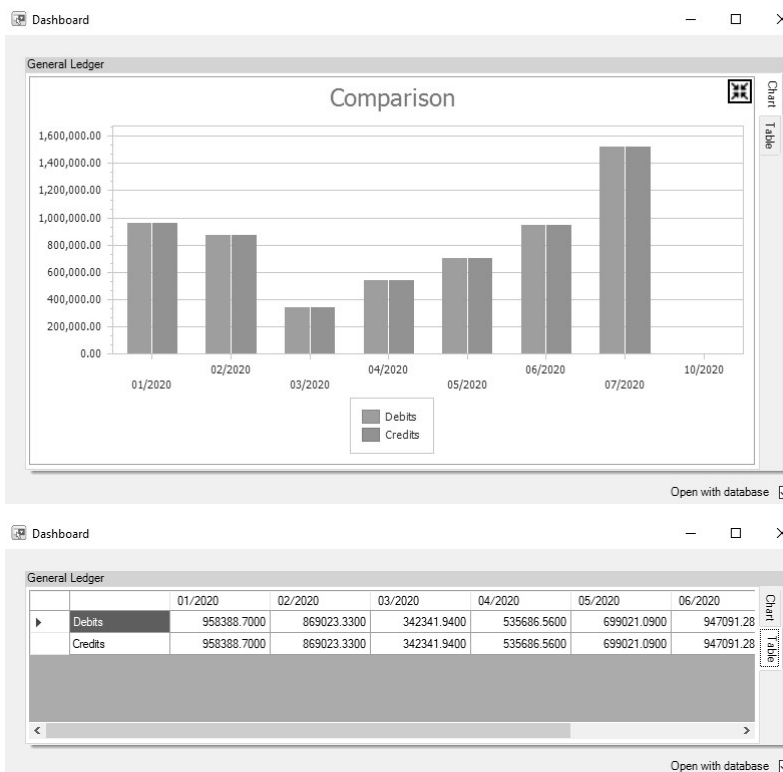 Dashboard
General Ledger
Comparison
Chart
Table
1,600,000.00
1,400,000.00
1,200,000.00
1,000,000.00
800,000.00
600,000.00
400,000.00
200,000.00
0.00
01/2020 02/2020 03/2020 04/2020 05/2020 06/2020 07/2020 10/2020
Debits
Credits
Open with database
Dashboard
General Ledger
01/2020 02/2020 03/2020 04/2020 05/2020 06/2020
Debits 958388.7000 869023.3300 342341.9400 535686.5600 699021.0900 947091.28
Credits 958388.7000 869023.3300 342341.9400 535686.5600 699021.0900 947091.28
Chart
Table
Open with database